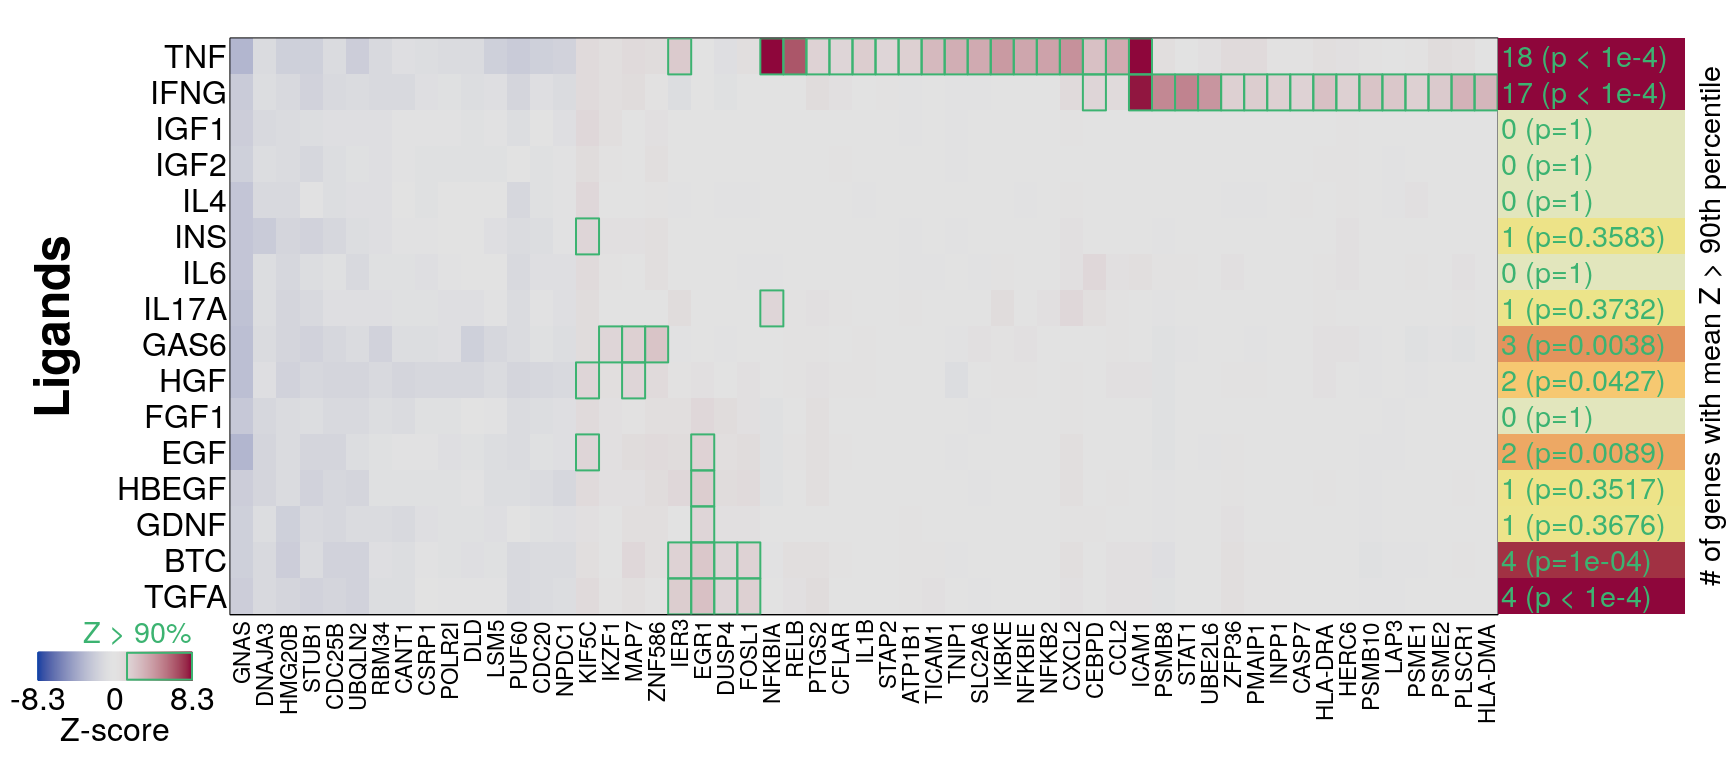 TNF
IFNG
IGF1
IGF2
IL4
INS
IL6
IL17A
GAS6
HGF
FGF1
EGF
HBEGF
GDNF
BTC
TGFA
Ligands
18 (p < 1e-4)
17 (p < 1e-4)
0 (p=1)
0 (p=1)
0 (p=1)
1 (p=0.3583)
0 (p=1)
1 (p=0.3732)
3 (p=0.0038)
2 (p=0.0427)
0 (p=1)
2 (p=0.0089)
1 (p=0.3517)
1 (p=0.3676)
4 (p=1e-04)
4 (p < 1e-4)
# of genes with mean Z > 90th percentile
GNAS
DNAJA3
HMG20B
STUB1
CDC25B
UBQLN2
RBM34
CANT1
CSRP1
POLR2I
DLD
LSM5
PUF60
CDC20
NPDC1
KIF5C
IKZF1
MAP7
ZNF586
IER3
EGR1
DUSP4
FOSL1
NFKBIA
RELB
PTGS2
CFLAR
IL1B
STAP2
ATP1B1
TICAM1
TNIP1
SLC2A6
IKBKE
NFKBIE
NFKB2
CXCL2
CEBPD
CCL2
ICAM1
PSMB8
STAT1
UBE2L6
ZFP36
PMAIP1
INPP1
CASP7
HLA-DRA
HERC6
PSMB10
LAP3
PSME1
PSME2
PLSCR1
HLA-DMA
Z > 90%
-8.3 0 8.3
Z-score